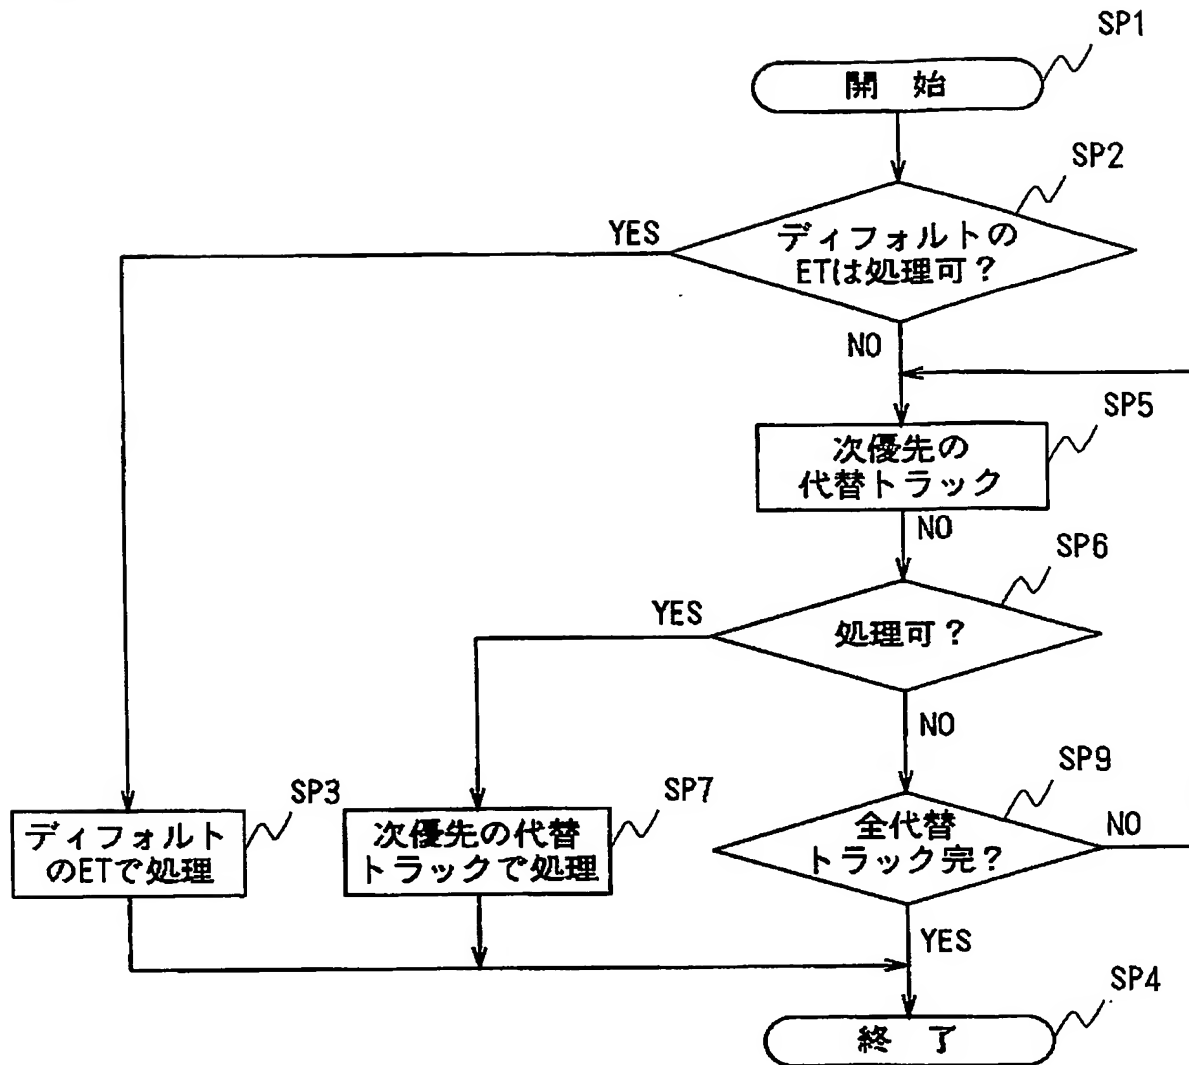 SP1
開 始
SP2
YES
ディフォルトの
ETは処理可?
NO
SP5
次優先の
代替トラック
NO
SP6
YES
処理可?
NO
SP9
SP3
SP7
ディフォルト
のETで処理
次優先の代替
トラックで処理
全代替
トラック完?
NO
YES
SP4
終 了